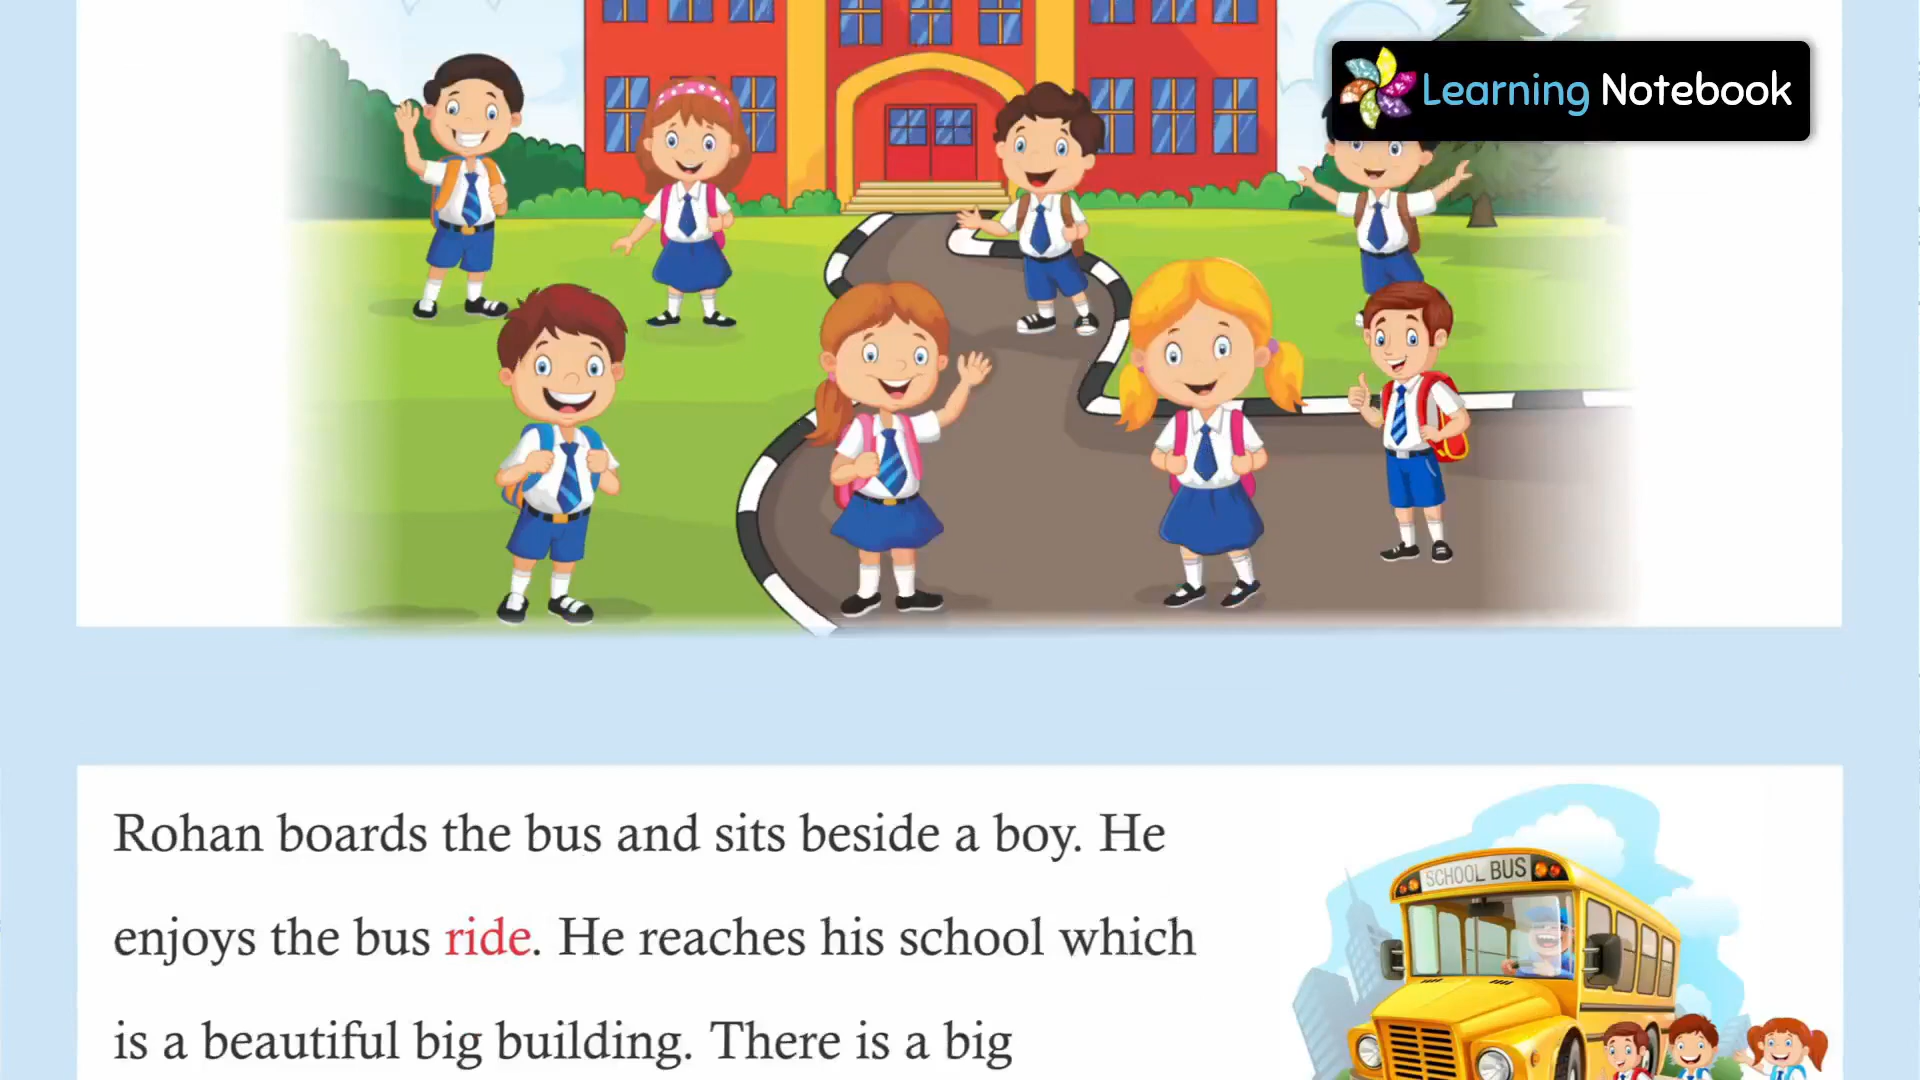 Learning Notebook
Rohan boards the bus and sits beside a boy. He
enjoys the bus ride. He reaches his school which
is a beautiful big building. There is a big
SCHOOL BUS